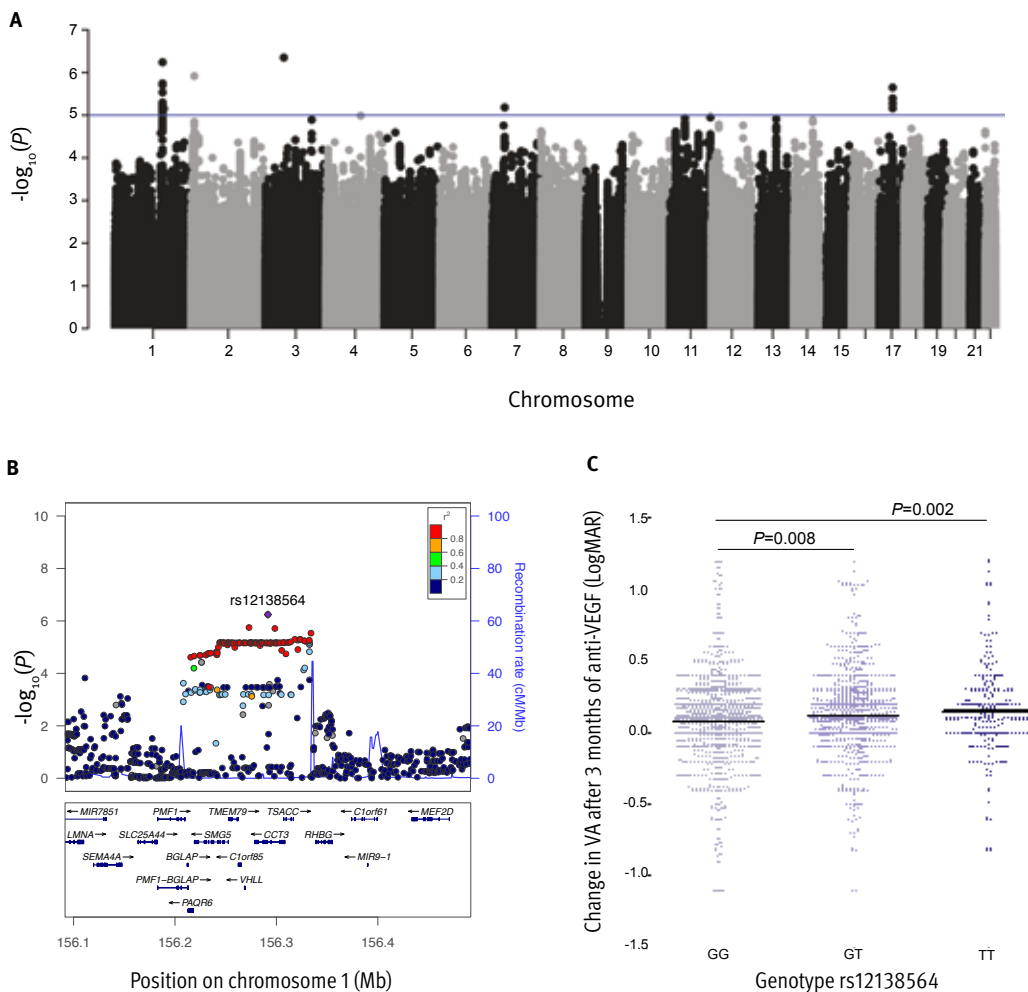 A
7
6
5
4
3
2
1
0
-log10(P)
1 2 3 4 5 6 7 8 9 10 11 12 13 14 15 17 19 21
Chromosome
B
10
8
6
4
2
0
-log10(P)
100
80
60
40
20
0
Recombination rate (cM/Mb)
r2
0.8
0.6
0.4
0.2
rs12138564
← MIR7851 PMF1 → TMEM79 → TSACC → ← C1orf61 ← MEF2D
LMNA → SLC25A44 → ← SMG5 ← CCT3 RHBG →
SEMA4A → BGLAP → ← C1orf85 MIR9-1 ←
PMF1-BGLAP → ← VHLL
← PAQR6
156.1 156.2 156.3 156.4
Position on chromosome 1 (Mb)
C
Change in VA after 3 months of anti-VEGF (LogMAR)
1.5
1.0
0.5
0.0
-0.5
-1.0
-1.5
P=0.002
P=0.008
GG GT TT
Genotype rs12138564